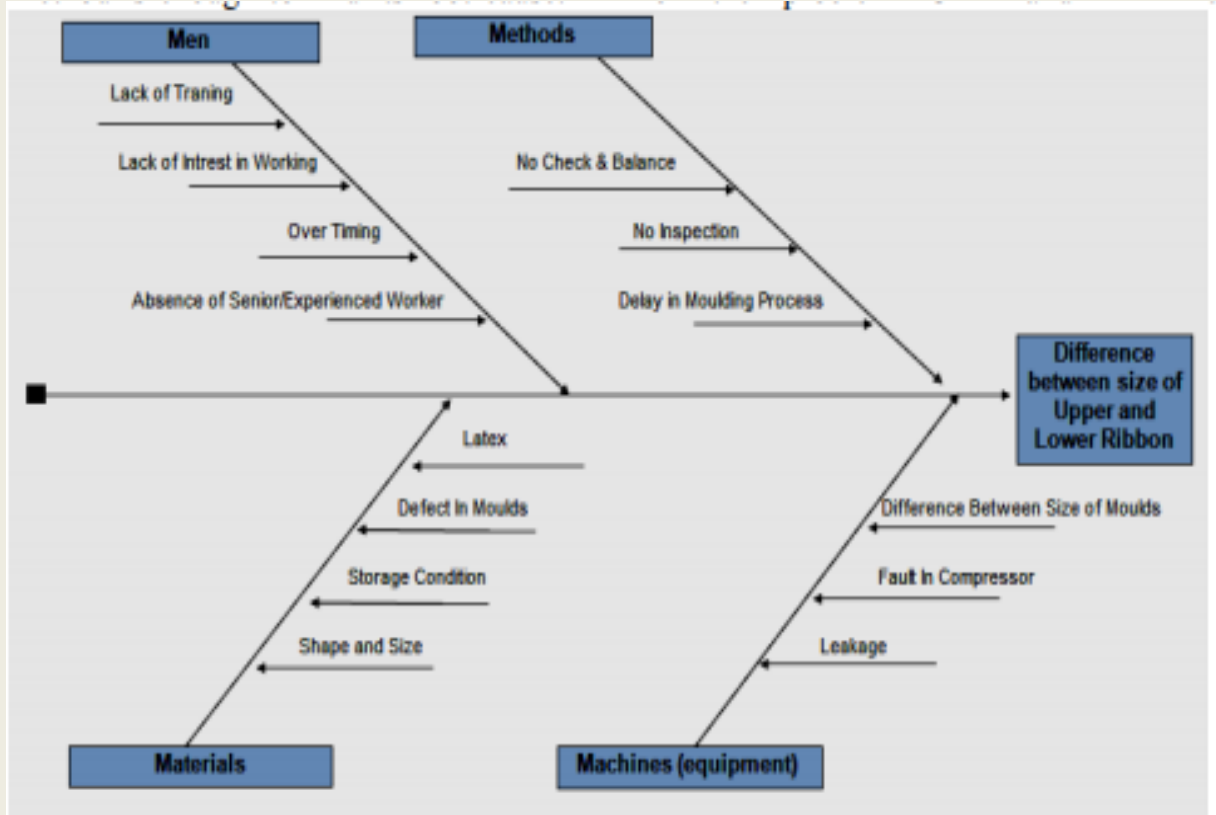 Men
Methods
Lack of Traning
Lack of Intrest in Working
No Check & Balance
Over Timing
No Inspection
Absence of Senior/Experienced Worker
Delay in Moulding Process
Difference
between size of
Upper and
Lower Ribbon
Latex
Defect In Moulds
Difference Between Size of Moulds
Storage Condition
Fault In Compressor
Shape and Size
Leakage
Materials
Machines (equipment)